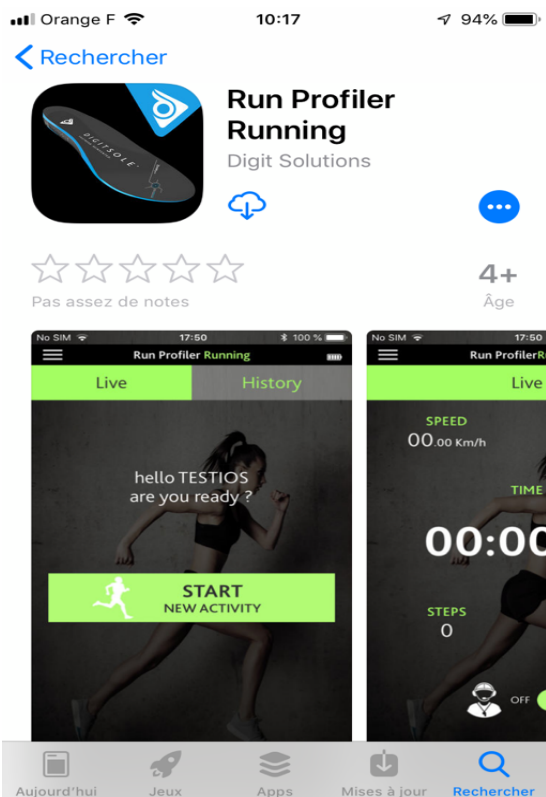 Orange F 10:17 94%
Rechercher
DIGITSOLE
Run Profiler
Running
Digit Solutions
4+
Pas assez de notes Âge
No SIM 17:50 100 %
Run Profiler Running
Live History
hello TESTIOS
are you ready ?
START
NEW ACTIVITY
No SIM 17:50
Run ProfilerR
Live
SPEED
00.00 Km/h
TIME
00:00
STEPS
0
OFF
Aujourd'hui Jeux Apps Mises à jour Rechercher